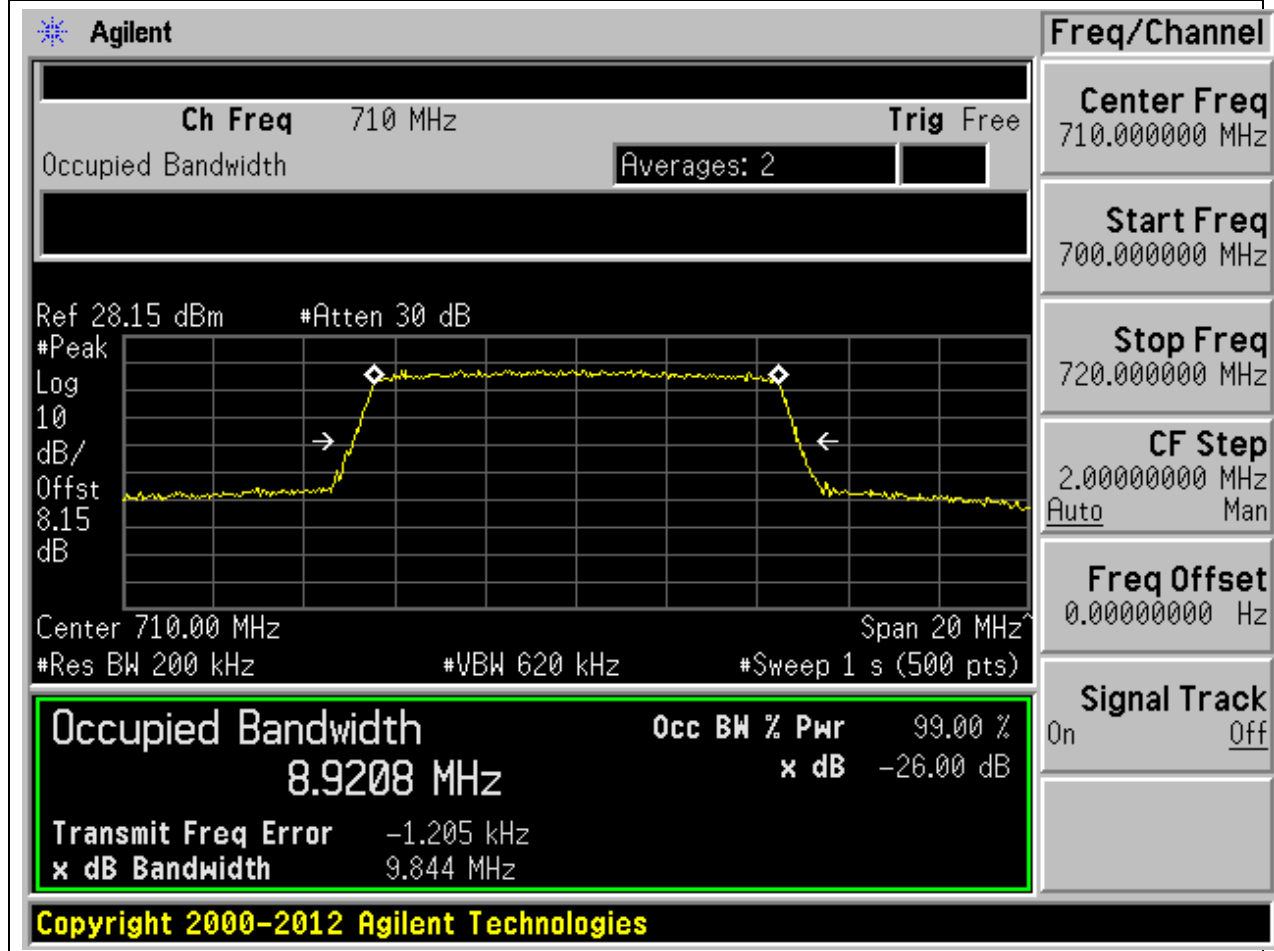 Agilent
Freq/Channel
Ch Freq 710 MHz Trig Free
Occupied Bandwidth Averages: 2
Center Freq
710.000000 MHz
Start Freq
700.000000 MHz
Stop Freq
720.000000 MHz
CF Step
2.00000000 MHz
Auto Man
Freq Offset
0.00000000 Hz
Signal Track
On Off
Ref 28.15 dBm #Atten 30 dB
#Peak
Log
10
dB/
Offst
8.15
dB
Center 710.00 MHz Span 20 MHz^
#Res BW 200 kHz #VBW 620 kHz #Sweep 1 s (500 pts)
Occupied Bandwidth Occ BW % Pwr 99.00 %
8.9208 MHz x dB -26.00 dB
Transmit Freq Error -1.205 kHz
x dB Bandwidth 9.844 MHz
Copyright 2000-2012 Agilent Technologies